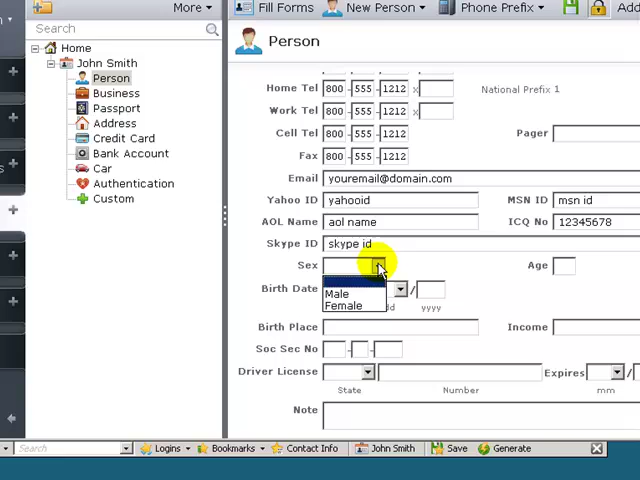 More
Fill Forms
New Person
Phone Prefix
Search
Person
Home
John Smith
Person
Business
Passport
Address
Credit Card
Bank Account
Car
Authentication
Custom
Home Tel 800 - 555 - 1212 x National Prefix 1
Work Tel 800 - 555 - 1212 x
Cell Tel 800 - 555 - 1212 Pager
Fax 800 - 555 - 1212
Email youremail@domain.com
Yahoo ID yahooid MSN ID msn id
AOL Name aol name ICQ No 12345678
Skype ID skype id
Sex Age
Male
Female
Birth Date /
dd yyyy
Birth Place Income
Soc Sec No - -
Driver License Expires /
State Number mm
Note
Search Logins Bookmarks Contact Info John Smith Save Generate